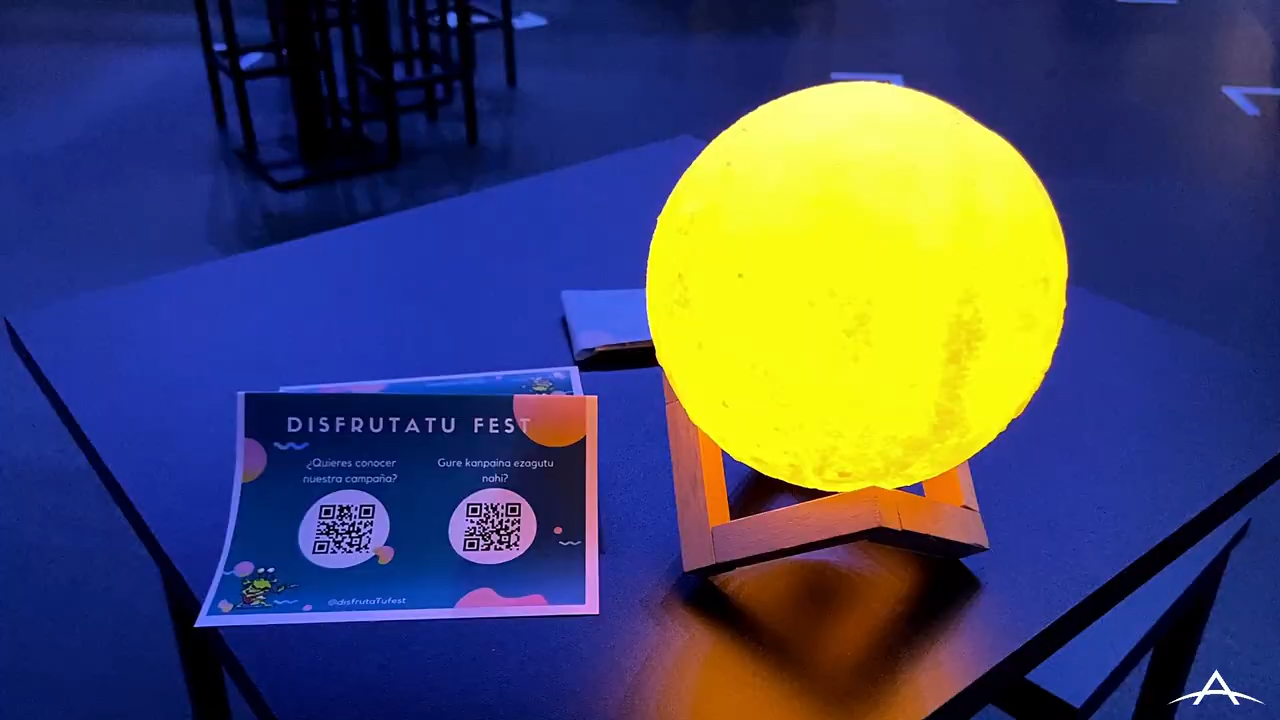 DISFRUTATU FEST
¿Quieres conocer
nuestra campaña?
Gure kanpaina ezagutu
nahi?
@disfrutaTufest